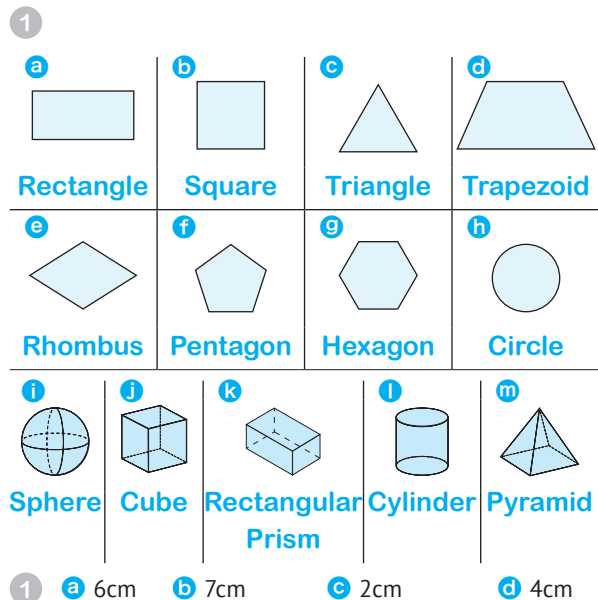 1
a b c d
Rectangle Square Triangle Trapezoid
e f g h
Rhombus Pentagon Hexagon Circle
i j k l m
Sphere Cube Rectangular Cylinder Pyramid
Prism
1 a 6cm b 7cm c 2cm d 4cm